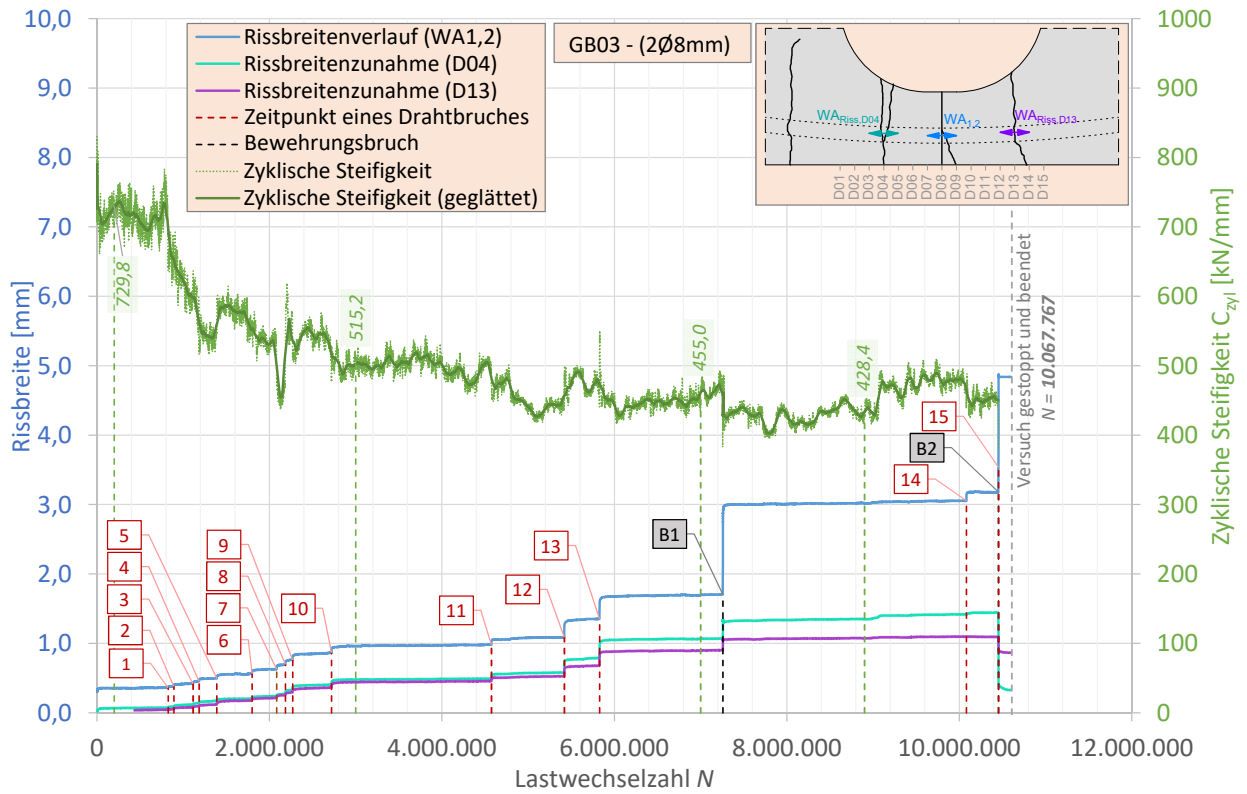 10,0
9,0
8,0
7,0
6,0
5,0
4,0
3,0
2,0
1,0
0,0
Rissbreite [mm]
1000
900
800
700
600
500
400
300
200
100
0
Zyklische Steifigkeit C_zyl [kN/mm]
0
2.000.000
4.000.000
6.000.000
8.000.000
10.000.000
12.000.000
Lastwechselzahl N
Rissbreitenverlauf (WA1,2)
Rissbreitenzunahme (D04)
Rissbreitenzunahme (D13)
Zeitpunkt eines Drahtbruches
Bewehrungsbruch
Zyklische Steifigkeit
Zyklische Steifigkeit (geglättet)
GB03 - (2Ø8mm)
WA_Riss,D04
WA_1,2
WA_Riss,D13
D01
D02
D03
D04
D05
D06
D07
D08
D09
D10
D11
D12
D13
D14
D15
729,8
515,2
455,0
428,4
1
2
3
4
5
6
7
8
9
10
11
12
13
B1
14
B2
15
Versuch gestoppt und beendet
N = 10.067.767